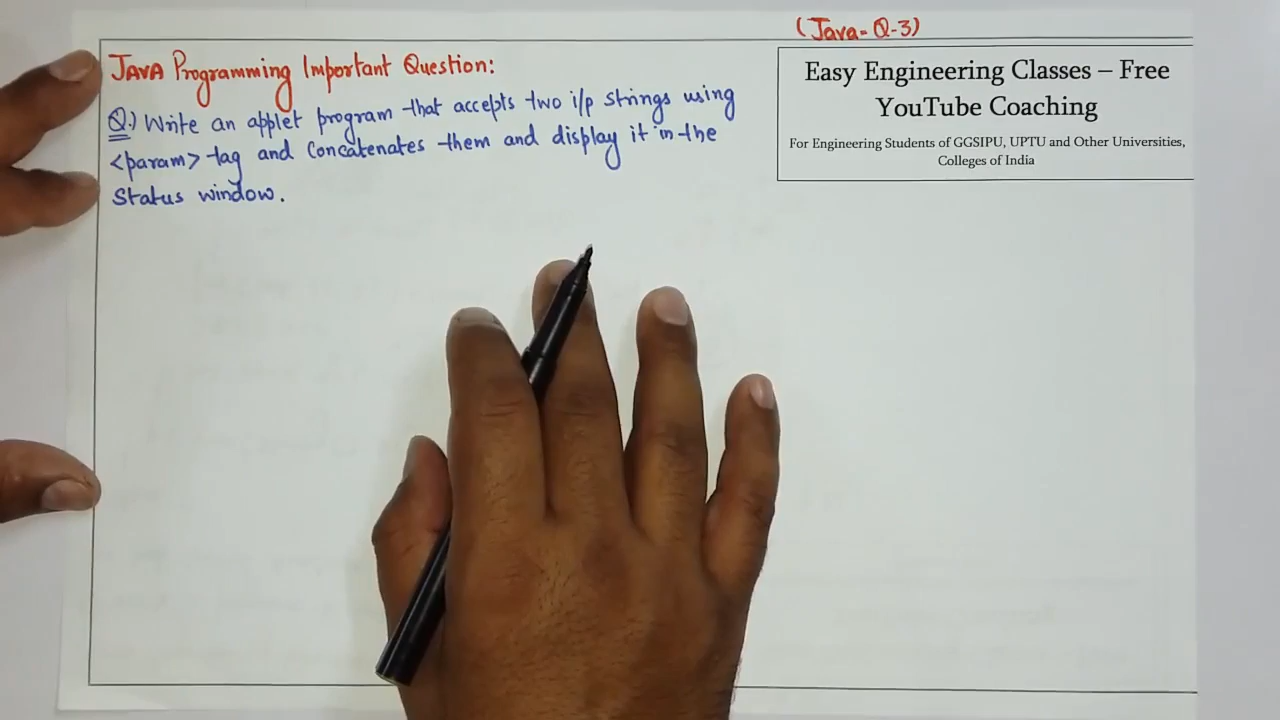 (Java-Q-3)
JAVA Programming Important Question:
Easy Engineering Classes – Free
YouTube Coaching
For Engineering Students of GGSIPU, UPTU and Other Universities,
Colleges of India
Q.) Write an applet program that accepts two i/p strings using
<param> tag and concatenates them and display it in the
status window.